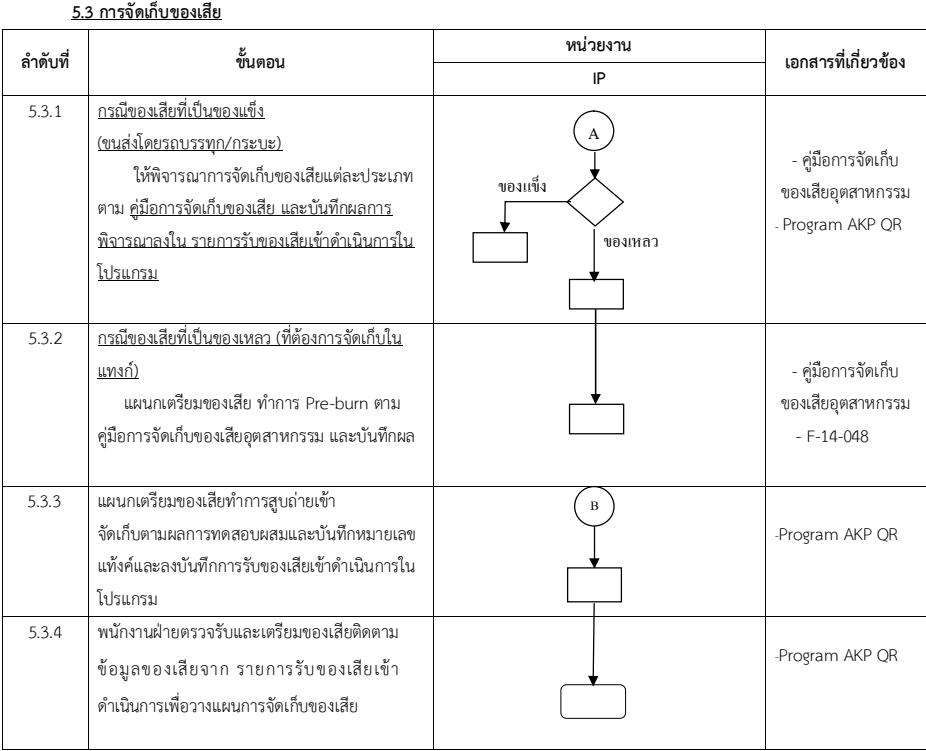 5.3 การจัดเก็บของเสีย
ลำดับที่
ขั้นตอน
หน่วยงาน
IP
เอกสารที่เกี่ยวข้อง
5.3.1
กรณีของเสียที่เป็นของแข็ง
(ขนส่งโดยรถบรรทุก/กระบะ)
ให้พิจารณาการจัดเก็บของเสียแต่ละประเภท
ตาม คู่มือการจัดเก็บของเสีย และบันทึกผลการ
พิจารณาลงใน รายการรับของเสียเข้าดำเนินการใน
โปรแกรม
A
ของแข็ง
ของเหลว
- คู่มือการจัดเก็บ
ของเสียอุตสาหกรรม
- Program AKP QR
5.3.2
กรณีของเสียที่เป็นของเหลว (ที่ต้องการจัดเก็บใน
แทงก์)
แผนกเตรียมของเสีย ทำการ Pre-burn ตาม
คู่มือการจัดเก็บของเสียอุตสาหกรรม และบันทึกผล
- คู่มือการจัดเก็บ
ของเสียอุตสาหกรรม
- F-14-048
5.3.3
แผนกเตรียมของเสียทำการสูบถ่ายเข้า
จัดเก็บตามผลการทดสอบผสมและบันทึกหมายเลข
แท้งค์และลงบันทึกการรับของเสียเข้าดำเนินการใน
โปรแกรม
B
-Program AKP QR
5.3.4
พนักงานฝ่ายตรวจรับและเตรียมของเสียติดตาม
ข้อมูลของเสียจาก รายการรับของเสียเข้า
ดำเนินการเพื่อวางแผนการจัดเก็บของเสีย
-Program AKP QR